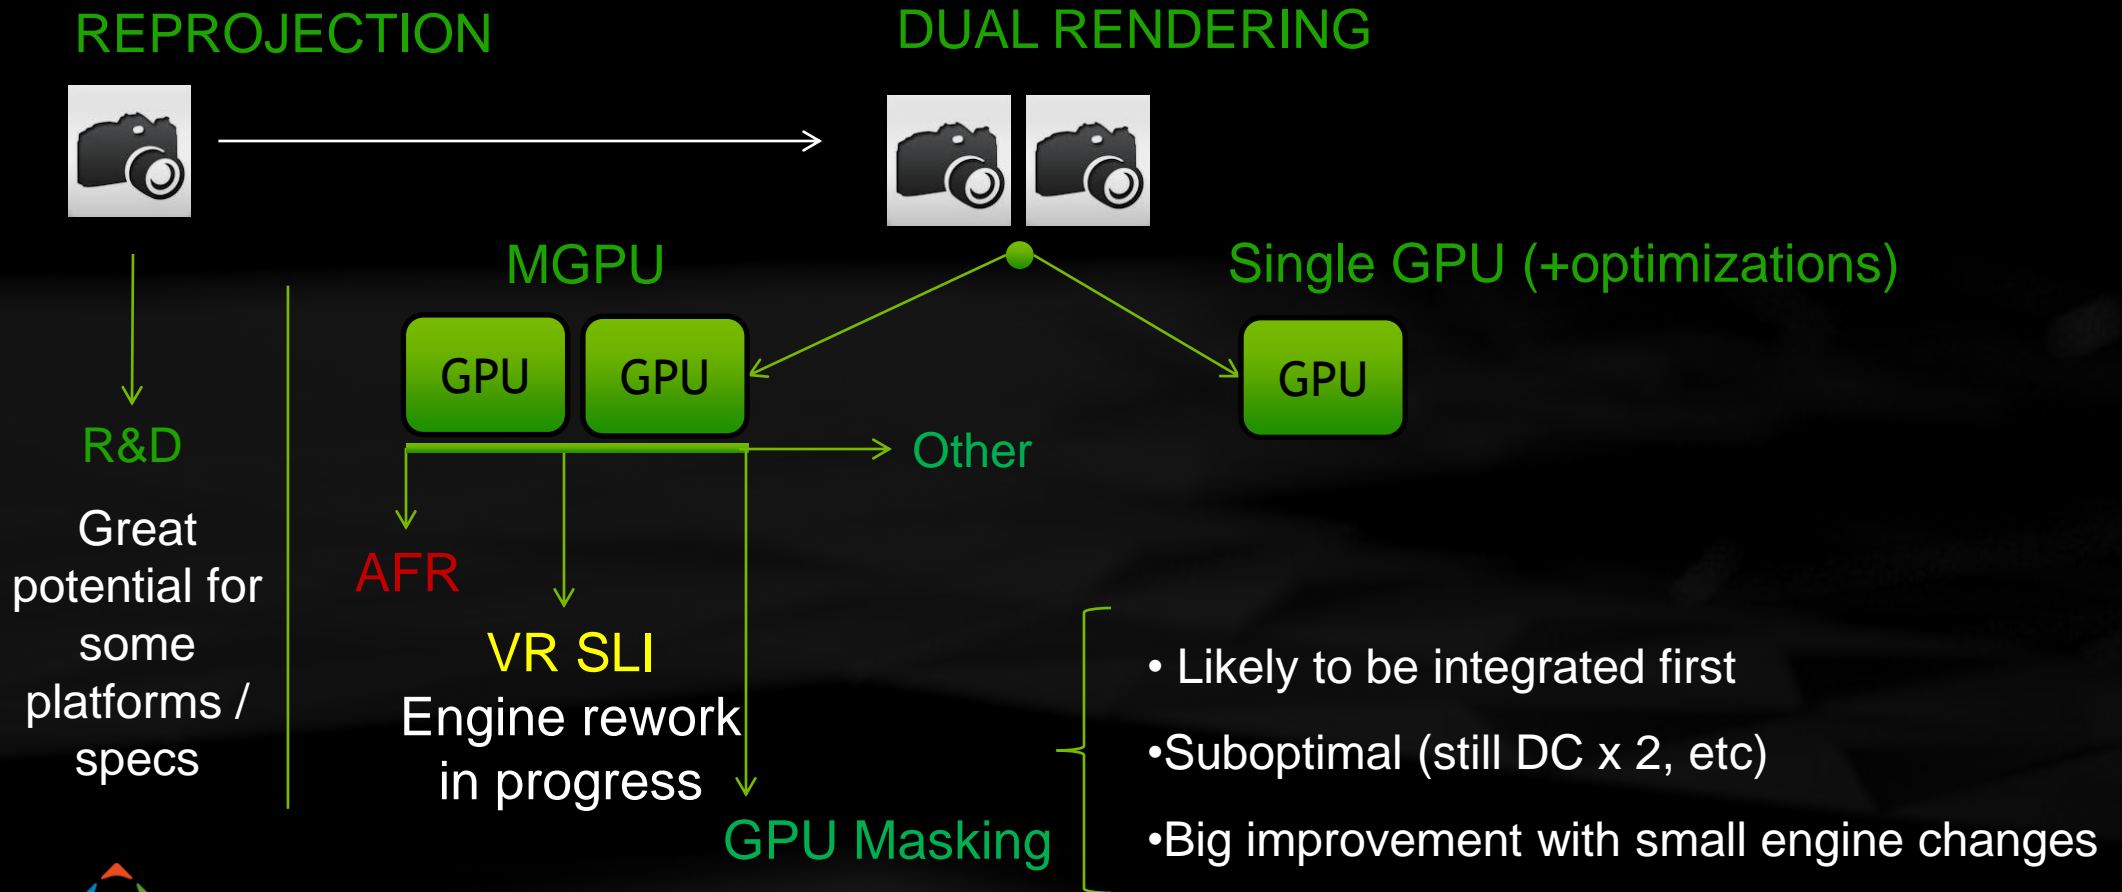 REPROJECTION
DUAL RENDERING
MGPU
Single GPU (+optimizations)
GPU
GPU
GPU
R&D
Other
Great
potential for
some
platforms /
specs
AFR
VR SLI
Engine rework
in progress
GPU Masking
• Likely to be integrated first
•Suboptimal (still DC x 2, etc)
•Big improvement with small engine changes